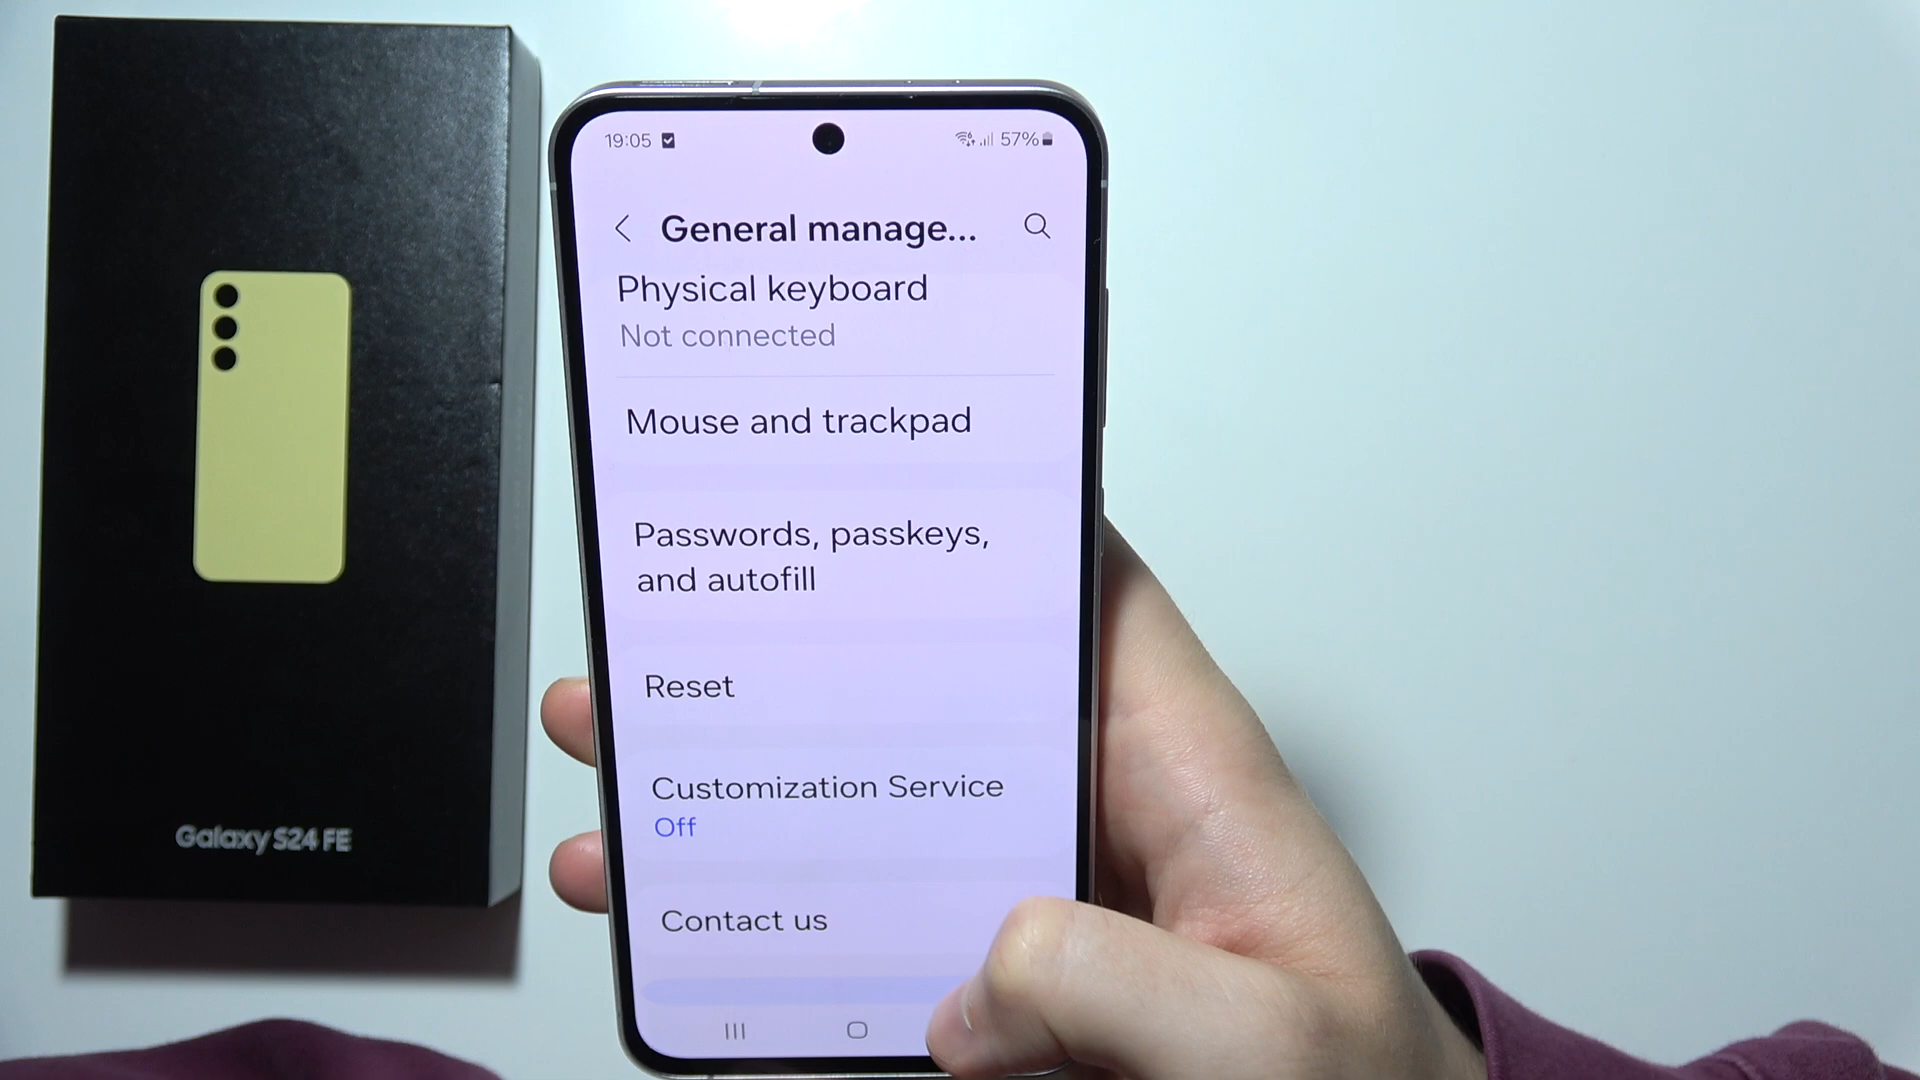 19:05
57%
General manage...
Physical keyboard
Not connected
Mouse and trackpad
Passwords, passkeys,
and autofill
Reset
Customization Service
Off
Contact us
Galaxy S24 FE